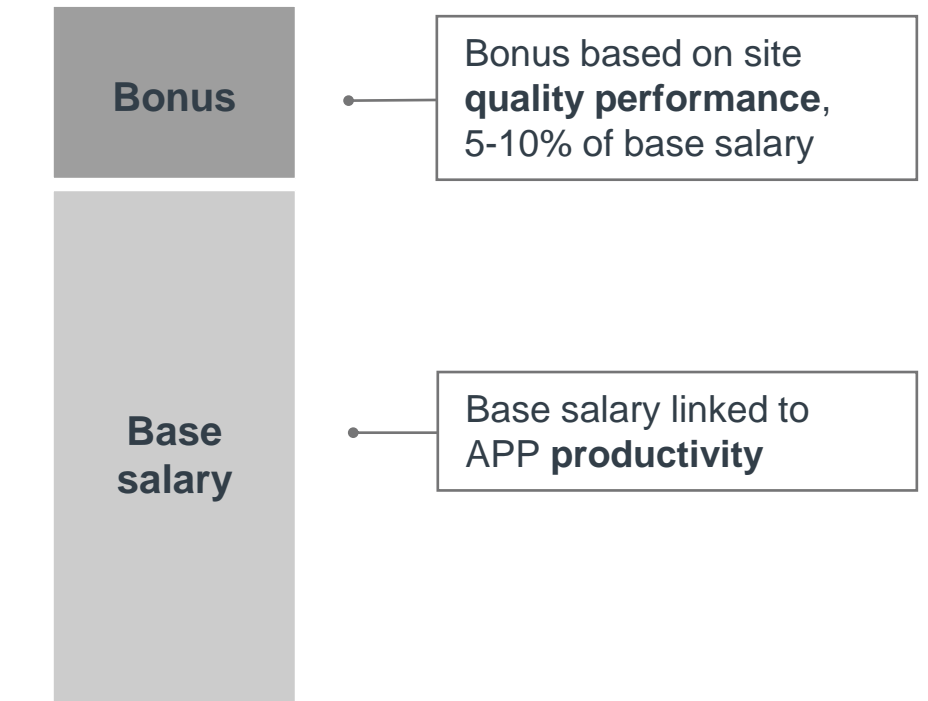 Bonus
Bonus based on site
quality performance,
5-10% of base salary
Base
salary
Base salary linked to
APP productivity